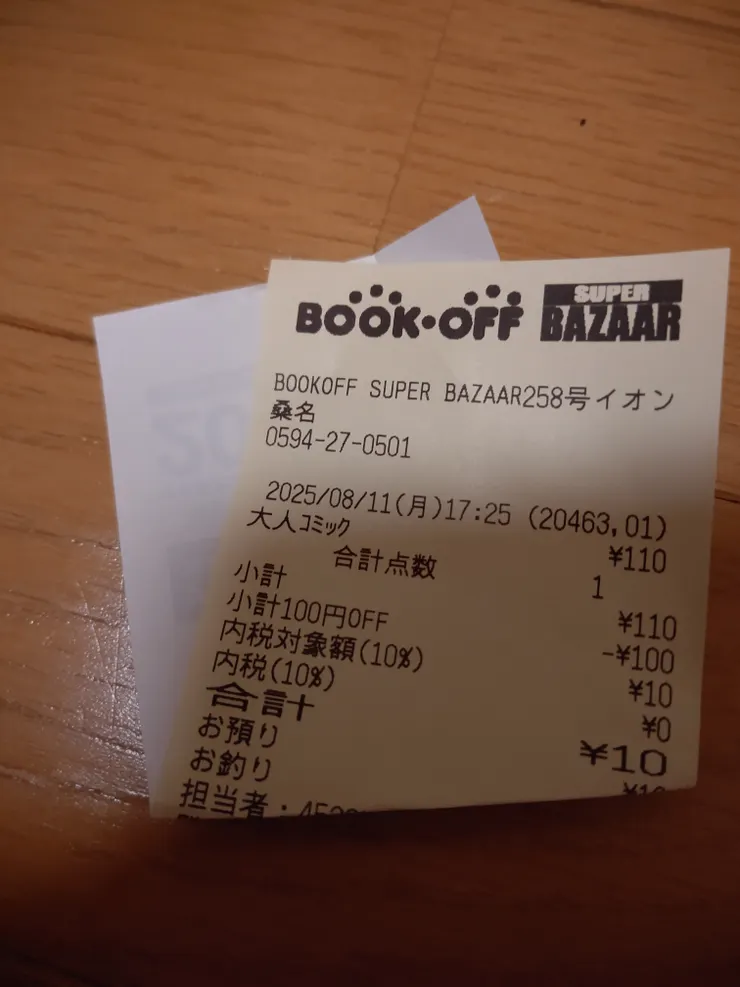 BOOK・OFF SUPER BAZAAR
BOOKOFF SUPER BAZAAR258号イオン
桑名
0594-27-0501
2025/08/11(月)17:25 (20463,01)
大人コミック ¥110
合計点数 1
小計 ¥110
小計100円OFF -¥100
内税対象額(10%) ¥10
内税(10%) ¥0
合計 ¥10
お預り ¥10
お釣り
担当者: